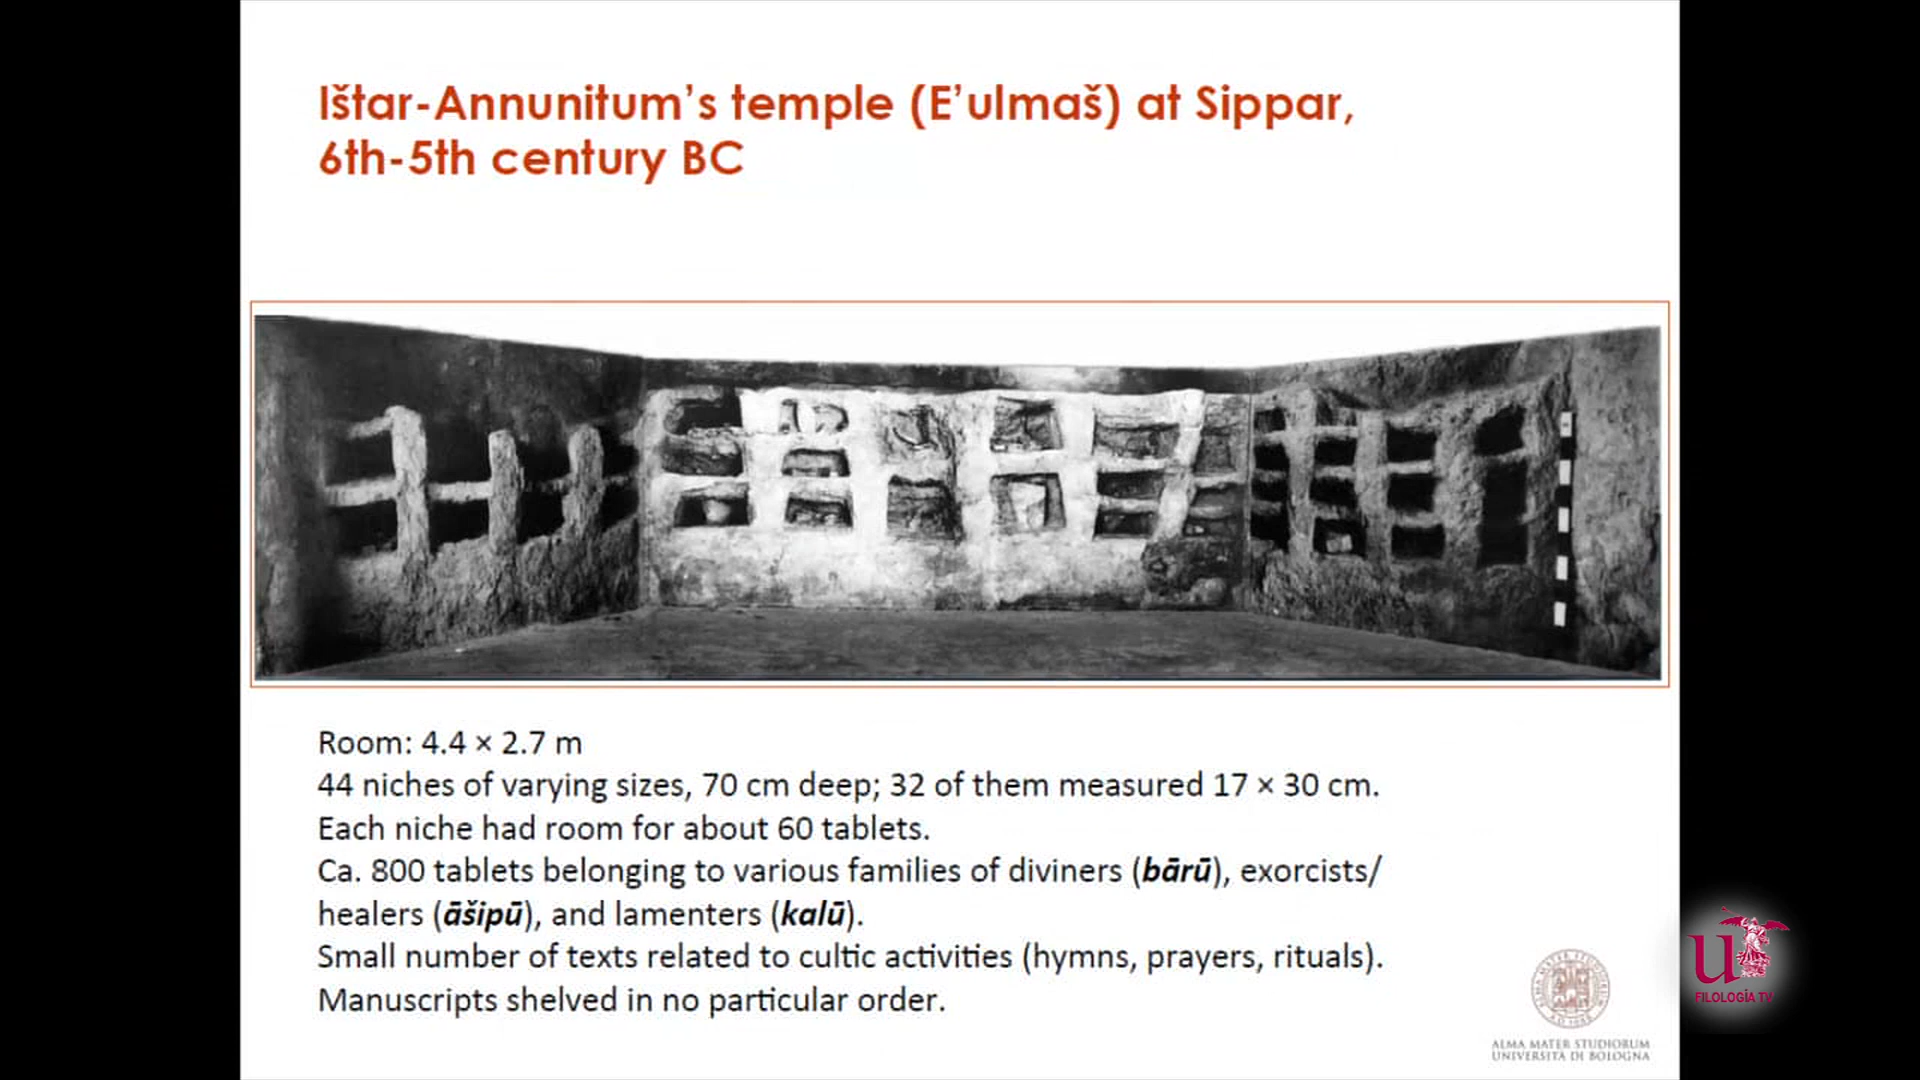 Ištar-Annunitum’s temple (E’ulmaš) at Sippar,
6th-5th century BC
Room: 4.4 × 2.7 m
44 niches of varying sizes, 70 cm deep; 32 of them measured 17 × 30 cm.
Each niche had room for about 60 tablets.
Ca. 800 tablets belonging to various families of diviners (bārū), exorcists/
healers (āšipū), and lamenters (kalū).
Small number of texts related to cultic activities (hymns, prayers, rituals).
Manuscripts shelved in no particular order.
ALMA MATER STUDIORUM
UNIVERSITÀ DI BOLOGNA
u
FILOLOGÍA TV